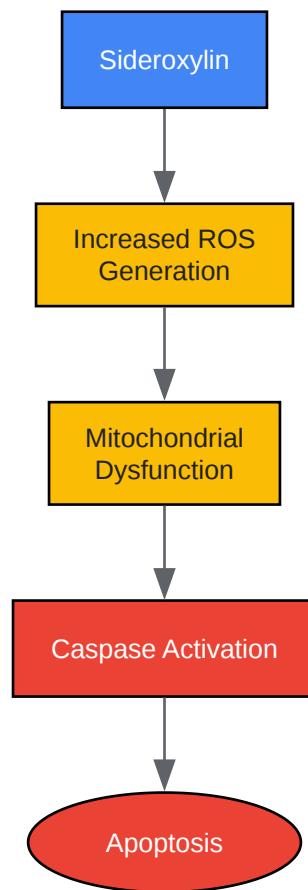 Sideroxylin
Increased ROS
Generation
Mitochondrial
Dysfunction
Caspase Activation
Apoptosis